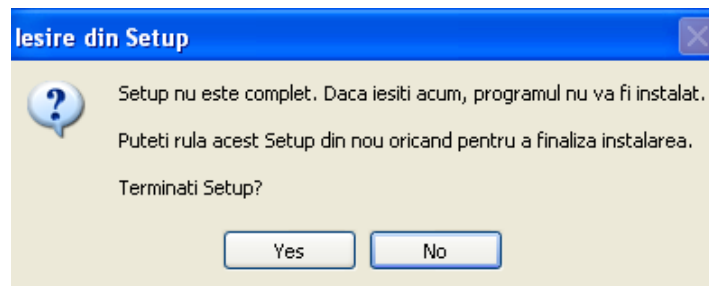 Iesire din Setup
Setup nu este complet. Daca iesiti acum, programul nu va fi instalat.
Puteti rula acest Setup din nou oricand pentru a finaliza instalarea.
Terminati Setup?
Yes No